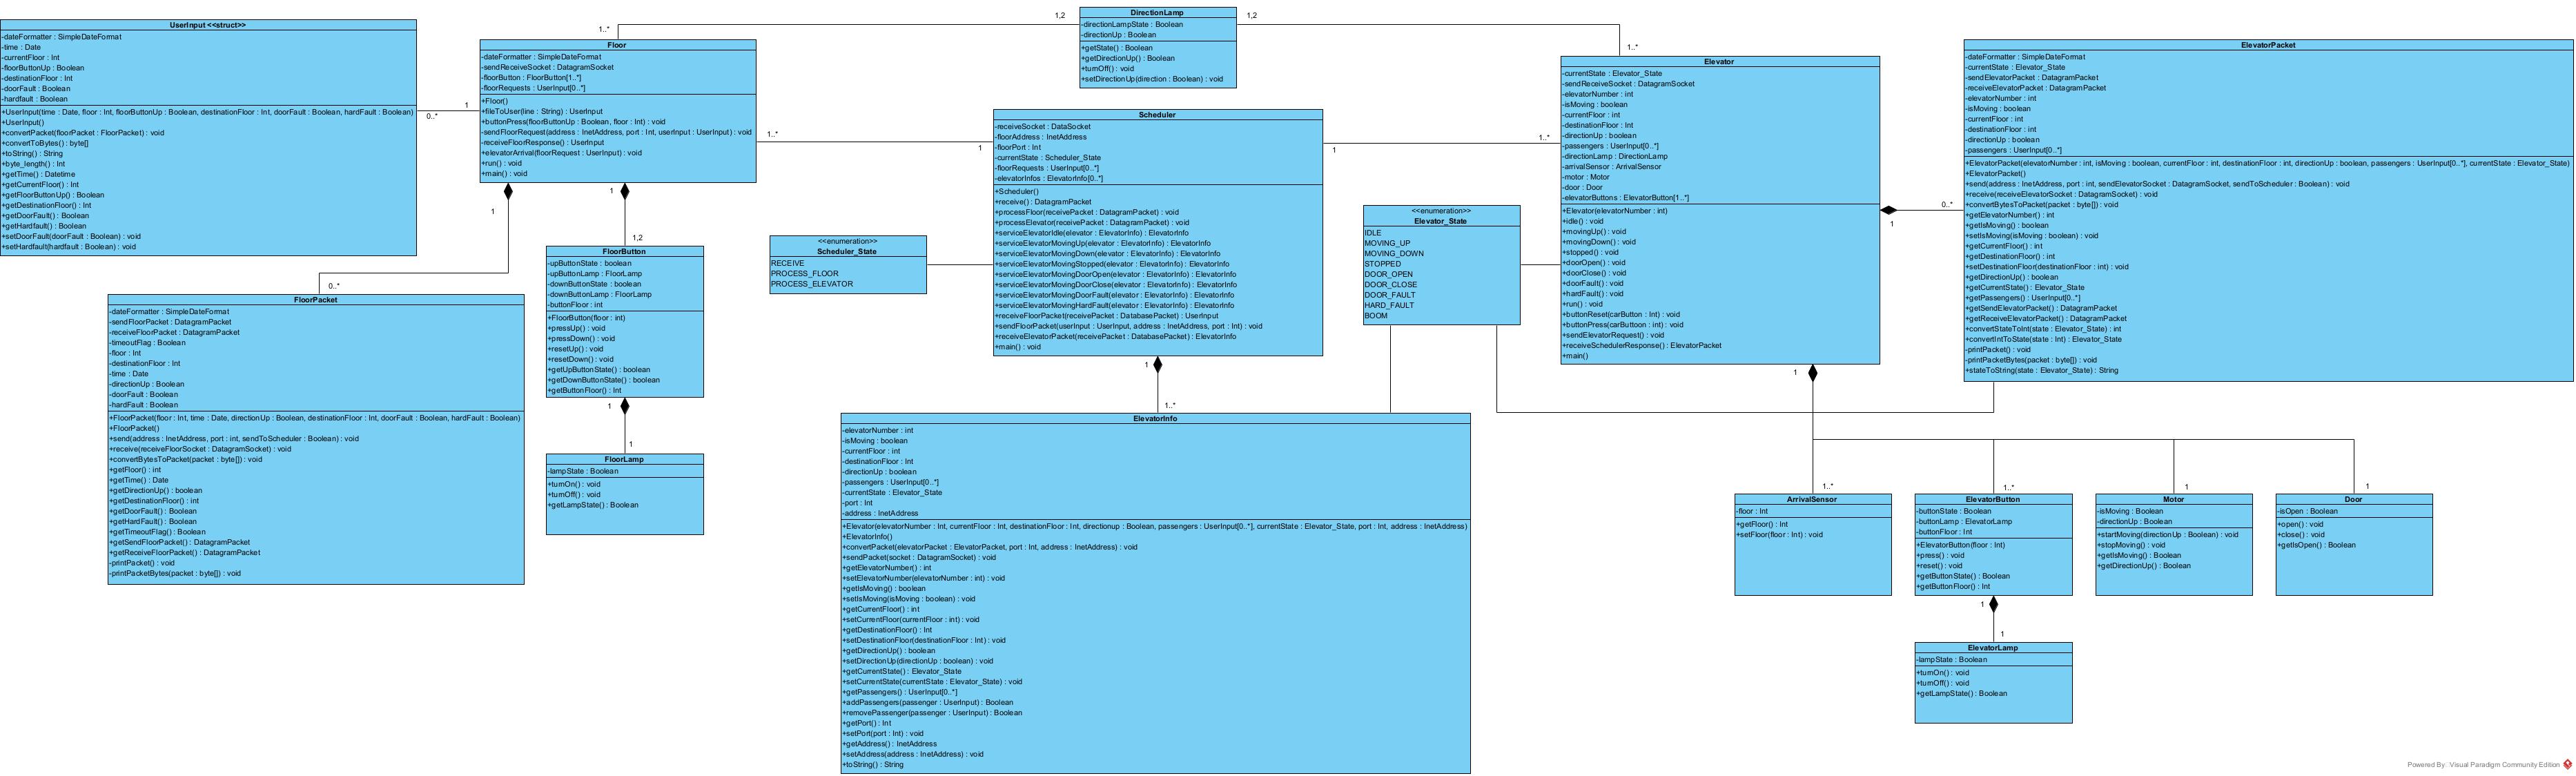 UserInput <<struct>>
-dateFormatter : SimpleDateFormat
-time : Date
-currentFloor : Int
-floorButtonUp : Boolean
-destinationFloor : Int
-doorFault : Boolean
-hardfault : Boolean
+UserInput(time : Date, floor : Int, floorButtonUp : Boolean, destinationFloor : Int, doorFault : Boolean, hardFault : Boolean)
+UserInput()
+convertPacket(floorPacket : FloorPacket) : void
+convertToBytes() : byte[]
+toString() : String
+byte_length() : Int
+getTime() : Datetime
+getCurrentFloor() : Int
+getFloorButtonUp() : Boolean
+getDestinationFloor() : Int
+getDoorFault() : Boolean
+getHardfault() : Boolean
+setDoorFault(doorFault : Boolean) : void
+setHardfault(hardfault : Boolean) : void
0..*
1
Floor
-dateFormatter : SimpleDateFormat
-sendReceiveSocket : DatagramSocket
-floorButton : FloorButton[1..*]
-floorRequests : UserInput[0..*]
+Floor()
+fileToUser(line : String) : UserInput
+buttonPress(floorButtonUp : Boolean, floor : Int) : void
-sendFloorRequest(address : InetAddress, port : Int, userInput : UserInput) : void
-receiveFloorResponse() : UserInput
+elevatorArrival(floorRequest : UserInput) : void
+run() : void
+main() : void
1..*
1,2
DirectionLamp
-directionLampState : Boolean
-directionUp : Boolean
+getState() : Boolean
+getDirectionUp() : Boolean
+turnOff() : void
+setDirectionUp(direction : Boolean) : void
1,2
1..*
1..*
1
Scheduler
-receiveSocket : DataSocket
-floorAddress : InetAddress
-floorPort : Int
-currentState : Scheduler_State
-floorRequests : UserInput[0..*]
-elevatorInfos : ElevatorInfo[0..*]
+Scheduler()
+receive() : DatagramPacket
+processFloor(receivePacket : DatagramPacket) : void
+processElevator(receivePacket : DatagramPacket) : void
+serviceElevatorIdle(elevator : ElevatorInfo) : ElevatorInfo
+serviceElevatorMovingUp(elevator : ElevatorInfo) : ElevatorInfo
+serviceElevatorMovingDown(elevator : ElevatorInfo) : ElevatorInfo
+serviceElevatorMovingStopped(elevator : ElevatorInfo) : ElevatorInfo
+serviceElevatorMovingDoorOpen(elevator : ElevatorInfo) : ElevatorInfo
+serviceElevatorMovingDoorClose(elevator : ElevatorInfo) : ElevatorInfo
+serviceElevatorMovingDoorFault(elevator : ElevatorInfo) : ElevatorInfo
+serviceElevatorMovingHardFault(elevator : ElevatorInfo) : ElevatorInfo
+receiveFloorPacket(receivePacket : DatabasePacket) : UserInput
+sendFloorPacket(userInput : UserInput, address : InetAddress, port : Int) : void
+receiveElevatorPacket(receivePacket : DatabasePacket) : ElevatorInfo
+main() : void
1
1..*
Elevator
-currentState : Elevator_State
-sendReceiveSocket : DatagramSocket
-elevatorNumber : int
-isMoving : boolean
-currentFloor : int
-destinationFloor : int
-directionUp : boolean
-passengers : UserInput[0..*]
-directionLamp : DirectionLamp
-arrivalSensor : ArrivalSensor
-motor : Motor
-door : Door
-elevatorButtons : ElevatorButton[1..*]
+Elevator(elevatorNumber : int)
+idle() : void
+movingUp() : void
+movingDown() : void
+stopped() : void
+doorOpen() : void
+doorClose() : void
+doorFault() : void
+hardFault() : void
+run() : void
+buttonReset(carButton : Int) : void
+buttonPress(carButtoon : int) : void
+sendElevatorRequest() : void
+receiveSchedulerResponse() : ElevatorPacket
+main()
1
0..*
ElevatorPacket
-dateFormatter : SimpleDateFormat
-currentState : Elevator_State
-sendElevatorPacket : DatagramPacket
-receiveElevatorPacket : DatagramPacket
-elevatorNumber : int
-isMoving : boolean
-currentFloor : int
-destinationFloor : int
-directionUp : boolean
-passengers : UserInput[0..*]
+ElevatorPacket(elevatorNumber : int, isMoving : boolean, currentFloor : int, destinationFloor : int, directionUp : boolean, passengers : UserInput[0..*], currentState : Elevator_State)
+ElevatorPacket()
+send(address : InetAddress, port : int, sendElevatorSocket : DatagramSocket, sendToScheduler : Boolean) : void
+receive(receiveElevatorSocket : DatagramSocket) : void
+convertBytesToPacket(packet : byte[]) : void
+getElevatorNumber() : int
+getIsMoving() : boolean
+setIsMoving(isMoving : boolean) : void
+getCurrentFloor() : int
+getDestinationFloor() : int
+setDestinationFloor(destinationFloor : int) : void
+getDirectionUp() : boolean
+getCurrentState() : Elevator_State
+getPassengers() : UserInput[0..*]
+getSendElevatorPacket() : DatagramPacket
+getReceiveElevatorPacket() : DatagramPacket
+convertStateToInt(state : Elevator_State) : int
+convertIntToState(state : Int) : Elevator_State
-printPacket() : void
-printPacketBytes(packet : byte[]) : void
+stateToString(state : Elevator_State) : String
<<enumeration>>
Scheduler_State
RECEIVE
PROCESS_FLOOR
PROCESS_ELEVATOR
<<enumeration>>
Elevator_State
IDLE
MOVING_UP
MOVING_DOWN
STOPPED
DOOR_OPEN
DOOR_CLOSE
DOOR_FAULT
HARD_FAULT
BOOM
1
0..*
FloorPacket
-dateFormatter : SimpleDateFormat
-sendFloorPacket : DatagramPacket
-receiveFloorPacket : DatagramPacket
-timeoutFlag : Boolean
-floor : Int
-destinationFloor : Int
-time : Date
-directionUp : Boolean
-doorFault : Boolean
-hardFault : Boolean
+FloorPacket(floor : Int, time : Date, directionUp : Boolean, destinationFloor : Int, doorFault : Boolean, hardFault : Boolean)
+FloorPacket()
+send(address : InetAddress, port : int, sendToScheduler : Boolean) : void
+receive(receiveFloorSocket : DatagramSocket) : void
+convertBytesToPacket(packet : byte[]) : void
+getFloor() : int
+getTime() : Date
+getDirectionUp() : boolean
+getDestinationFloor() : int
+getDoorFault() : Boolean
+getHardFault() : Boolean
+getTimeoutFlag() : Boolean
+getSendFloorPacket() : DatagramPacket
+getReceiveFloorPacket() : DatagramPacket
-printPacket() : void
-printPacketBytes(packet : byte[]) : void
1
1,2
FloorButton
-upButtonState : boolean
-upButtonLamp : FloorLamp
-downButtonState : boolean
-downButtonLamp : FloorLamp
-buttonFloor : int
+FloorButton(floor : int)
+pressUp() : void
+pressDown() : void
+resetUp() : void
+resetDown() : void
+getUpButtonState() : boolean
+getDownButtonState() : boolean
+getButtonFloor() : Int
1
1
FloorLamp
-lampState : Boolean
+turnOn() : void
+turnOff() : void
+getLampState() : Boolean
1
1..*
ElevatorInfo
-elevatorNumber : int
-isMoving : boolean
-currentFloor : int
-destinationFloor : Int
-directionUp : boolean
-passengers : UserInput[0..*]
-currentState : Elevator_State
-port : Int
-address : InetAddress
+Elevator(elevatorNumber : Int, currentFloor : Int, destinationFloor : Int, directionup : Boolean, passengers : UserInput[0..*], currentState : Elevator_State, port : Int, address : InetAddress)
+ElevatorInfo()
+convertPacket(elevatorPacket : ElevatorPacket, port : Int, address : InetAddress) : void
+sendPacket(socket : DatagramSocket) : void
+getElevatorNumber() : int
+setElevatorNumber(elevatorNumber : int) : void
+getIsMoving() : boolean
+setIsMoving(isMoving : boolean) : void
+getCurrentFloor() : int
+setCurrentFloor(currentFloor : int) : void
+getDestinationFloor() : Int
+setDestinationFloor(destinationFloor : Int) : void
+getDirectionUp() : boolean
+setDirectionUp(directionUp : boolean) : void
+getCurrentState() : Elevator_State
+setCurrentState(currentState : Elevator_State) : void
+getPassengers() : UserInput[0..*]
+addPassengers(passenger : UserInput) : Boolean
+removePassenger(passenger : UserInput) : Boolean
+getPort() : Int
+setPort(port : Int) : void
+getAddress() : InetAddress
+setAddress(address : InetAddress) : void
+toString() : String
1
1..*
ArrivalSensor
-floor : Int
+getFloor() : Int
+setFloor(floor : Int) : void
1..*
ElevatorButton
-buttonState : Boolean
-buttonLamp : ElevatorLamp
-buttonFloor : Int
+ElevatorButton(floor : Int)
+press() : void
+reset() : void
+getButtonState() : Boolean
+getButtonFloor() : Int
1
Motor
-isMoving : Boolean
-directionUp : Boolean
+startMoving(directionUp : Boolean) : void
+stopMoving() : void
+getIsMoving() : Boolean
+getDirectionUp() : Boolean
1
Door
-isOpen : Boolean
+open() : void
+close() : void
+getIsOpen() : Boolean
1
1
ElevatorLamp
-lampState : Boolean
+turnOn() : void
+turnOff() : void
+getLampState() : Boolean
Powered By: Visual Paradigm Community Edition